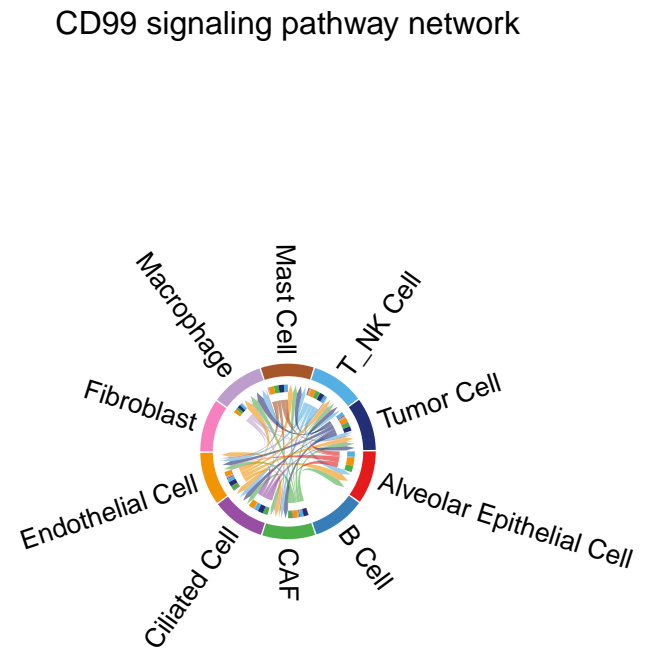 CD99 signaling pathway network
Mast Cell
T_NK Cell
Macrophage
Tumor Cell
Fibroblast
Alveolar Epithelial Cell
Endothelial Cell
B Cell
CAF
Ciliated Cell